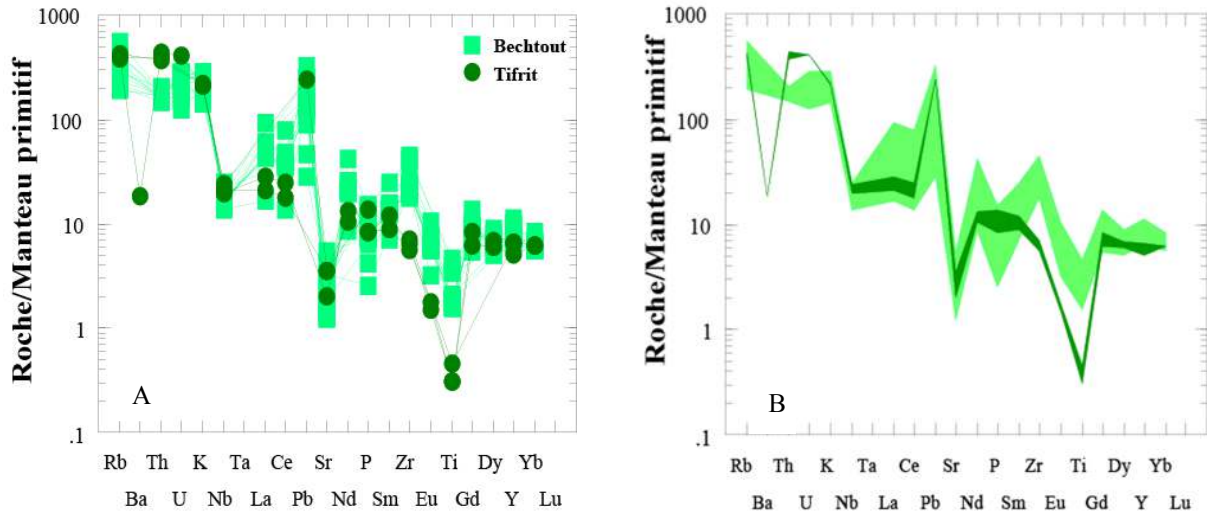 1000
100
10
1
.1
Roche/Manteau primitif
Bechtout
Tifrit
A
Rb Th K Ta Ce Sr P Zr Ti Dy Yb
Ba U Nb La Pb Nd Sm Eu Gd Y Lu
1000
100
10
1
.1
Roche/Manteau primitif
B
Rb Th K Ta Ce Sr P Zr Ti Dy Yb
Ba U Nb La Pb Nd Sm Eu Gd Y Lu